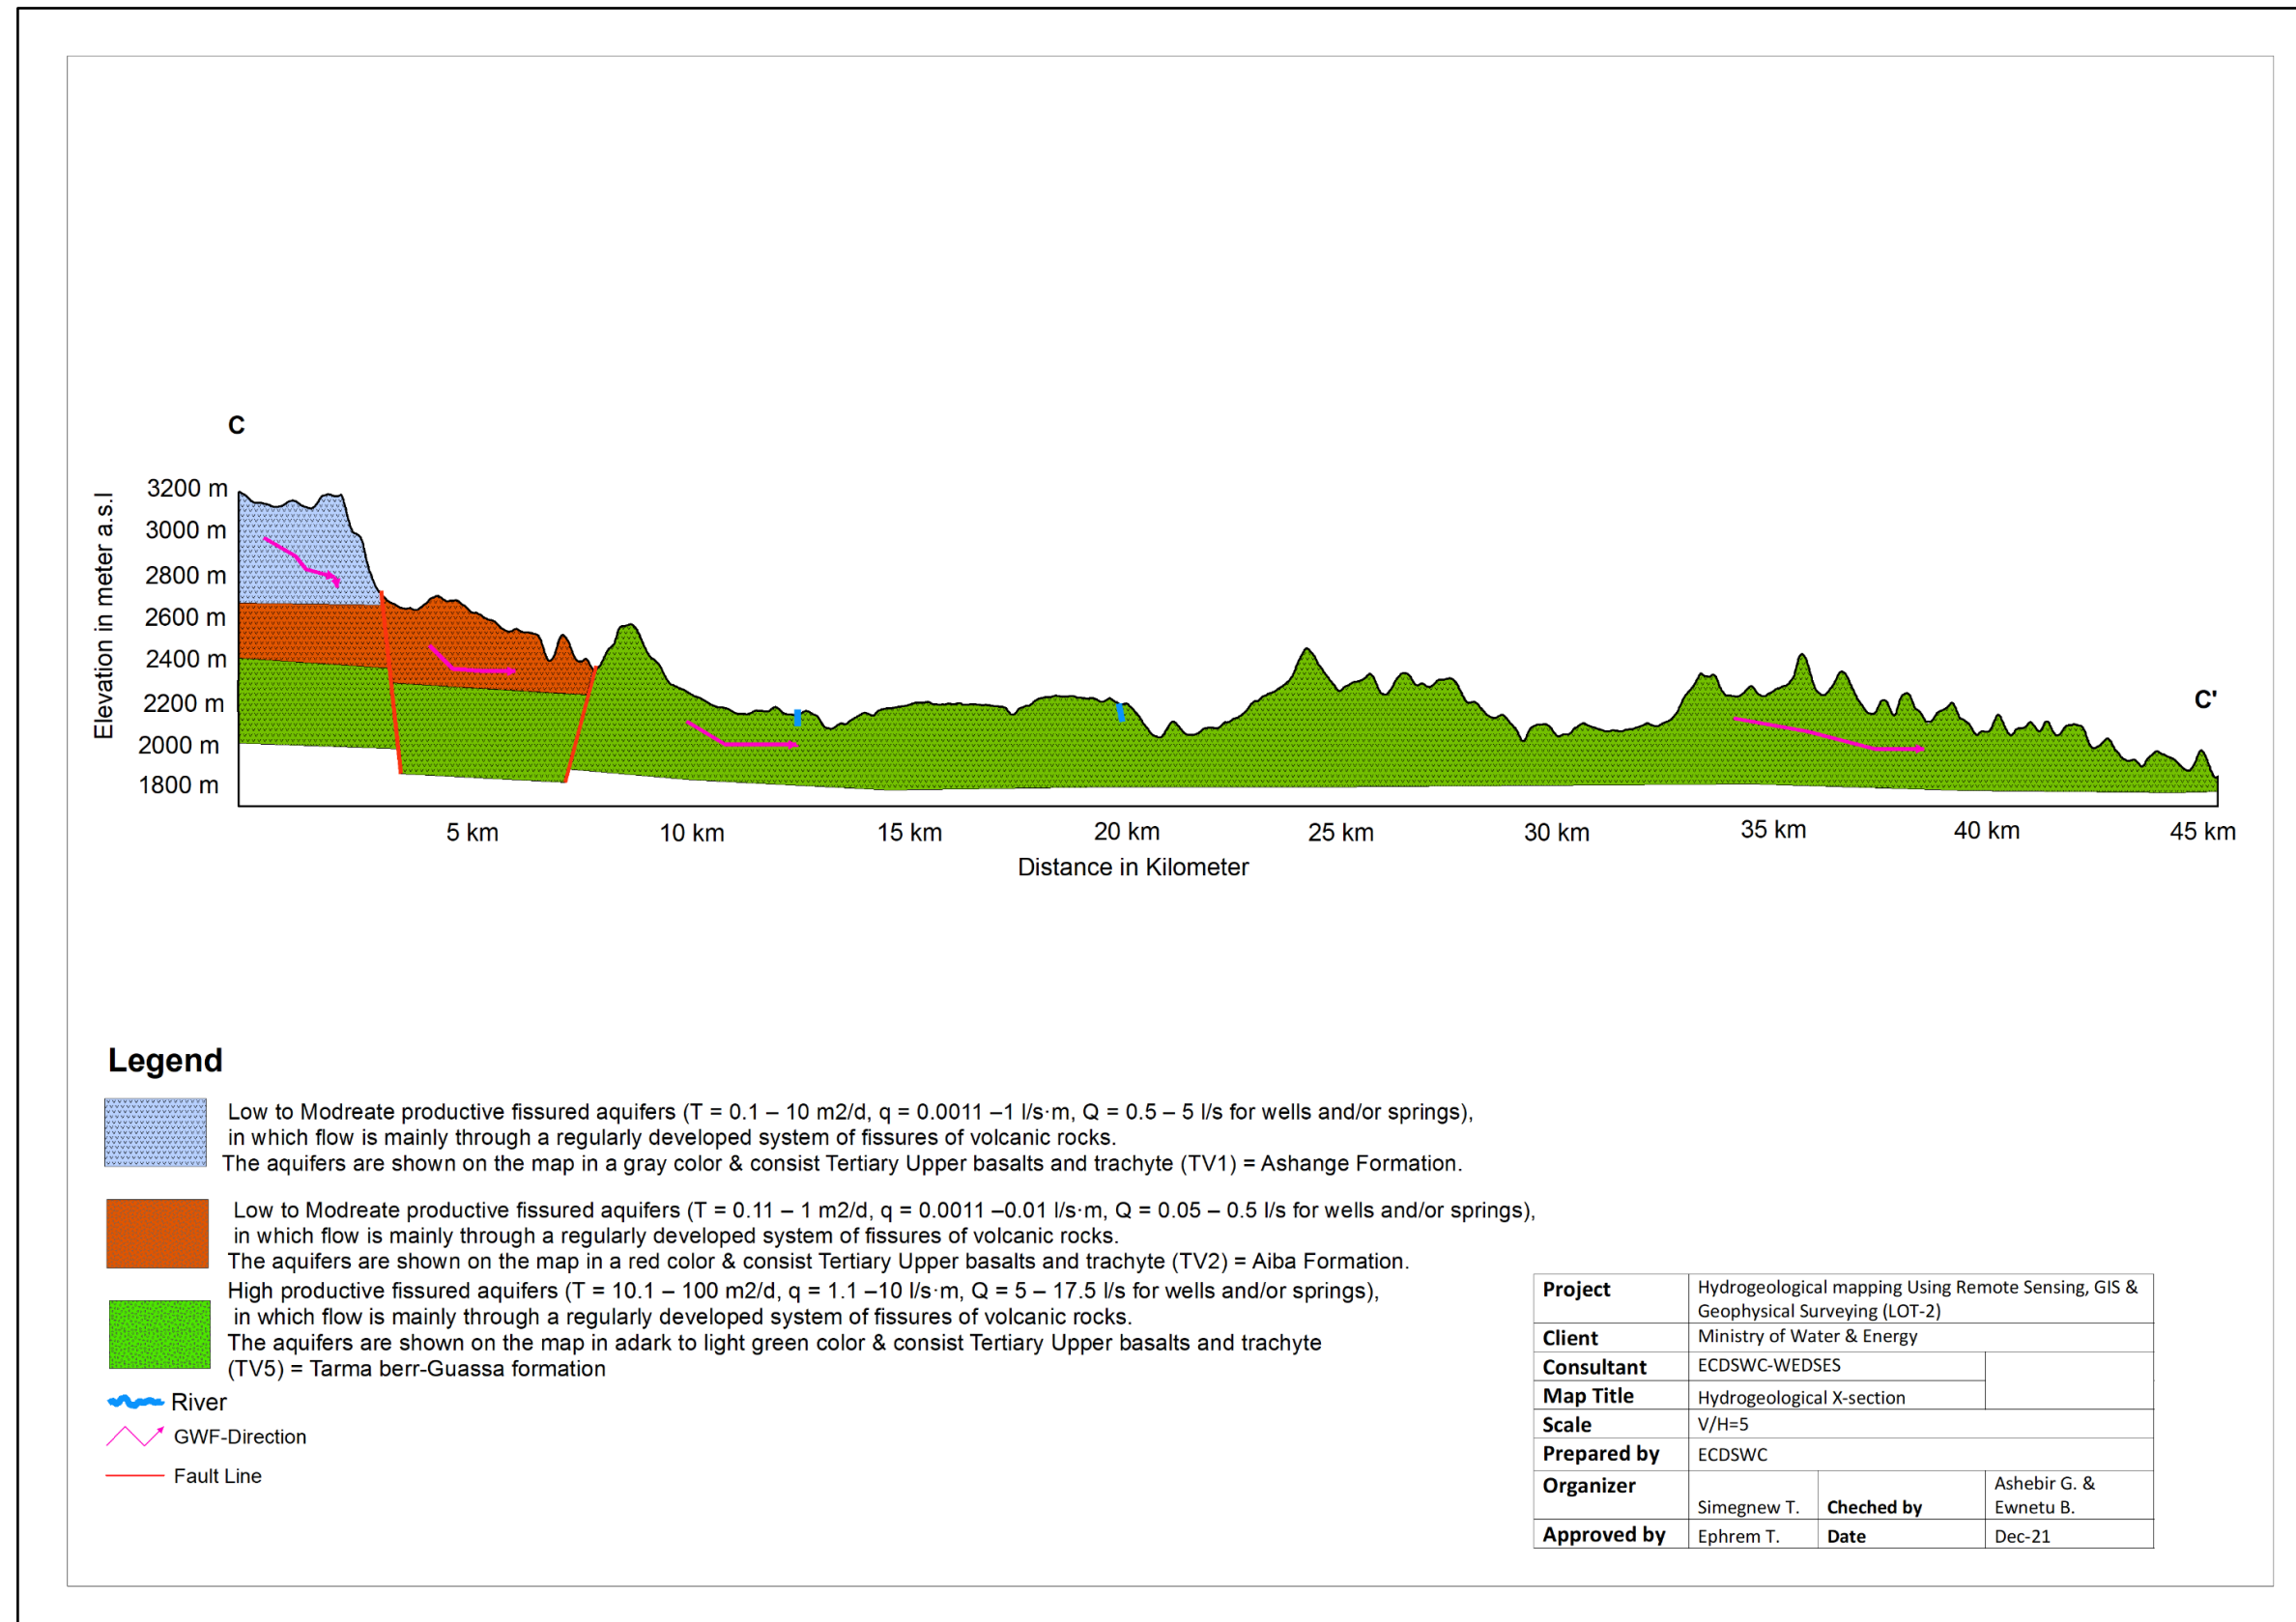 C
3200 m
3000 m
2800 m
2600 m
2400 m
2200 m
2000 m
1800 m
Elevation in meter a.s.l
C'
5 km
10 km
15 km
20 km
25 km
30 km
35 km
40 km
45 km
Distance in Kilometer
Legend
Low to Modreate productive fissured aquifers (T = 0.1 – 10 m2/d, q = 0.0011 –1 l/s·m, Q = 0.5 – 5 l/s for wells and/or springs),
in which flow is mainly through a regularly developed system of fissures of volcanic rocks.
The aquifers are shown on the map in a gray color & consist Tertiary Upper basalts and trachyte (TV1) = Ashange Formation.
Low to Modreate productive fissured aquifers (T = 0.11 – 1 m2/d, q = 0.0011 –0.01 l/s·m, Q = 0.05 – 0.5 l/s for wells and/or springs),
in which flow is mainly through a regularly developed system of fissures of volcanic rocks.
The aquifers are shown on the map in a red color & consist Tertiary Upper basalts and trachyte (TV2) = Aiba Formation.
High productive fissured aquifers (T = 10.1 – 100 m2/d, q = 1.1 –10 l/s·m, Q = 5 – 17.5 l/s for wells and/or springs),
in which flow is mainly through a regularly developed system of fissures of volcanic rocks.
The aquifers are shown on the map in adark to light green color & consist Tertiary Upper basalts and trachyte
(TV5) = Tarma berr-Guassa formation
River
GWF-Direction
Fault Line
Project Hydrogeological mapping Using Remote Sensing, GIS &
Geophysical Surveying (LOT-2)
Client Ministry of Water & Energy
Consultant ECDSWC-WEDSES
Map Title Hydrogeological X-section
Scale V/H=5
Prepared by ECDSWC
Organizer Simegnew T. Cheched by Ashebir G. &
Ewnetu B.
Approved by Ephrem T. Date Dec-21